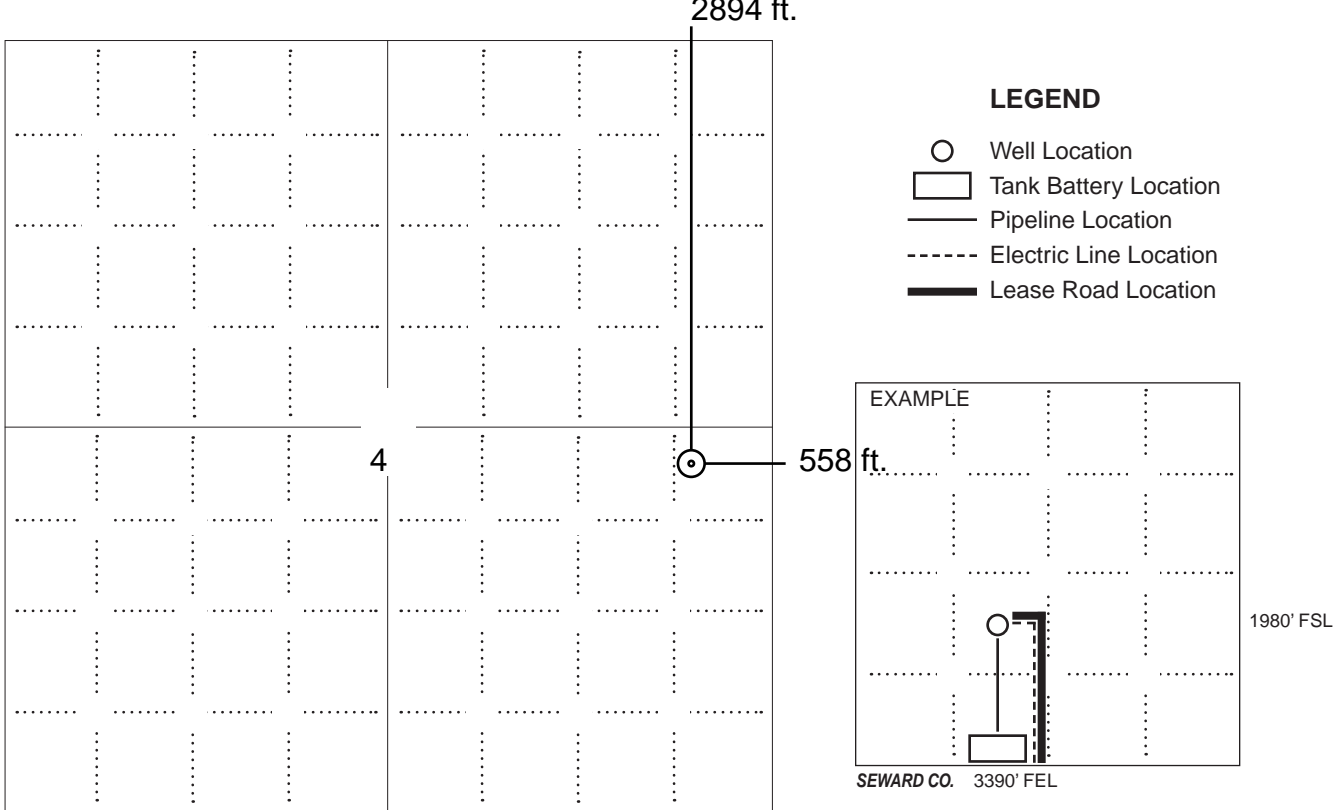 2894 ft.
LEGEND
Well Location
Tank Battery Location
Pipeline Location
Electric Line Location
Lease Road Location
EXAMPLE
4
558 ft.
1980' FSL
SEWARD CO. 3390' FEL